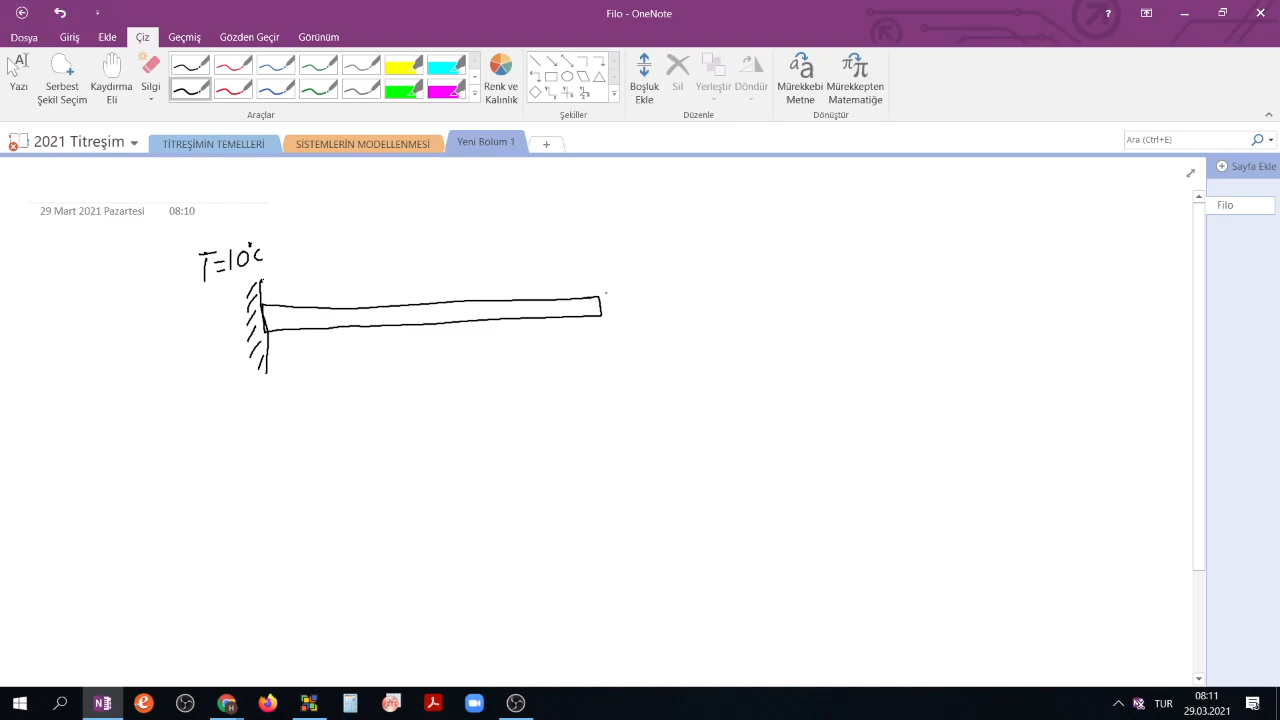 Filo - OneNote
Dosya Giriş Ekle Çiz Geçmiş Gözden Geçir Görünüm
Yazı
Serbest Şekil Seçim
Kaydırma Eli
Silgi
Renk ve Kalınlık
Boşluk Ekle
Sil
Yerleştir
Döndür
Mürekkebi Metne
Mürekkepten Matematiğe
Araçlar
Şekiller
Düzenle
Dönüştür
2021 Titreşim TİTREŞİMİN TEMELLERİ SİSTEMLERİN MODELLENMESİ Yeni Bölüm 1
Ara (Ctrl+E)
Sayfa Ekle
Filo
29 Mart 2021 Pazartesi 08:10
T=10°C
TUR
08:11
29.03.2021